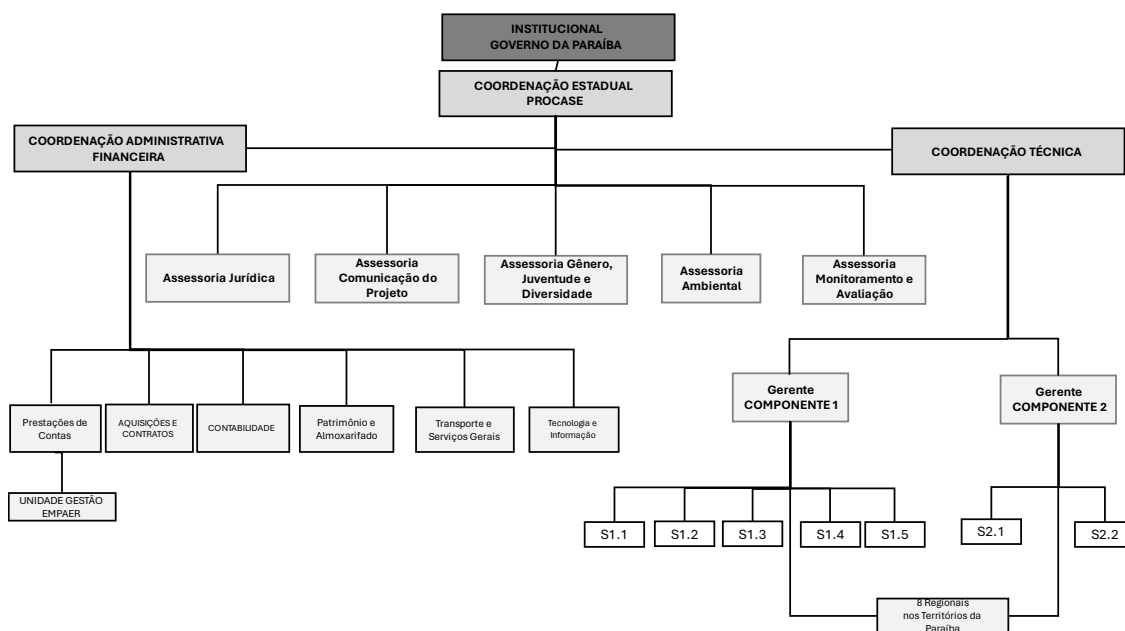 INSTITUCIONAL
GOVERNO DA PARAÍBA
COORDENAÇÃO ESTADUAL
PROCASE
COORDENAÇÃO ADMINISTRATIVA
FINANCEIRA
COORDENAÇÃO TÉCNICA
Assessoria Jurídica
Assessoria
Comunicação do
Projeto
Assessoria Gênero,
Juventude e
Diversidade
Assessoria
Ambiental
Assessoria
Monitoramento e
Avaliação
Gerente
COMPONENTE 1
Gerente
COMPONENTE 2
Prestações de
Contas
AQUISIÇÕES E
CONTRATOS
CONTABILIDADE
Patrimônio e
Almoxarifado
Transporte e
Serviços Gerais
Tecnologia e
Informação
UNIDADE GESTÃO
EMPAER
S1.1
S1.2
S1.3
S1.4
S1.5
S2.1
S2.2
8 Regionais
nos Territórios da
Paraíba